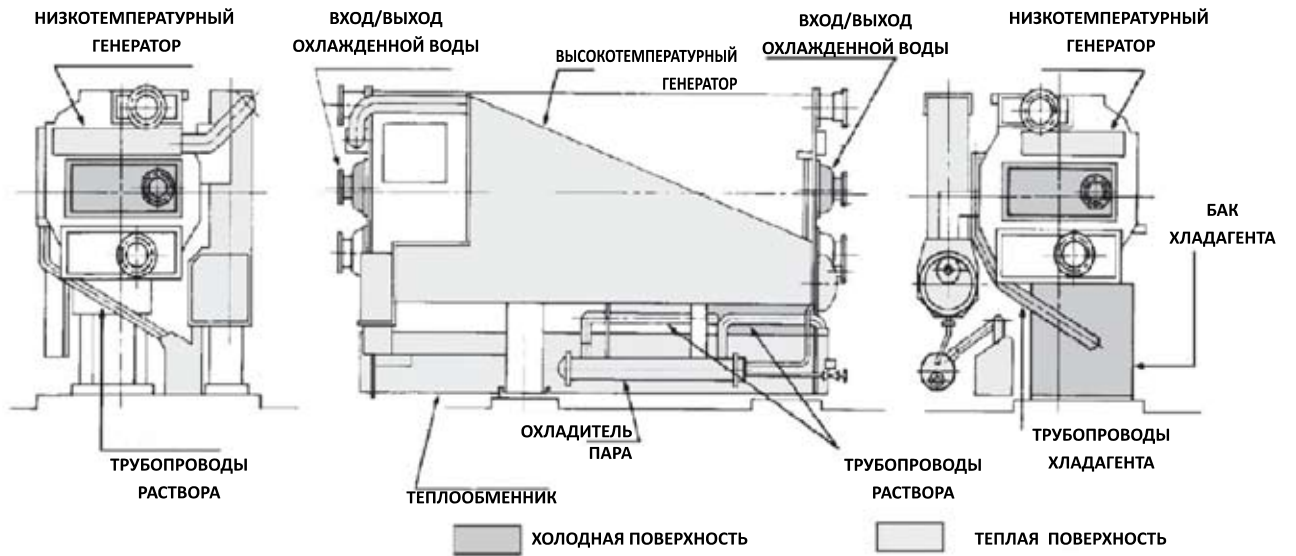 НИЗКОТЕМПЕРАТУРНЫЙ
ГЕНЕРАТОР
ВХОД/ВЫХОД
ОХЛАЖДЕННОЙ ВОДЫ
ВЫСОКОТЕМПЕРАТУРНЫЙ
ГЕНЕРАТОР
ВХОД/ВЫХОД
ОХЛАЖДЕННОЙ ВОДЫ
НИЗКОТЕМПЕРАТУРНЫЙ
ГЕНЕРАТОР
БАК
ХЛАДАГЕНТА
ТРУБОПРОВОДЫ
РАСТВОРА
ТЕПЛООБМЕННИК
ОХЛАДИТЕЛЬ
ПАРА
ТРУБОПРОВОДЫ
РАСТВОРА
ТРУБОПРОВОДЫ
ХЛАДАГЕНТА
ХОЛОДНАЯ ПОВЕРХНОСТЬ
ТЕПЛАЯ ПОВЕРХНОСТЬ